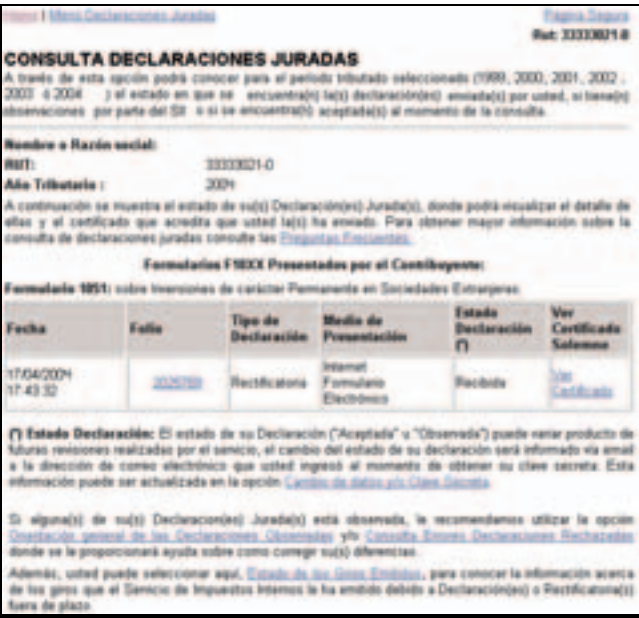 Inicio | Menú Declaraciones Juradas
Página Segura
Rut: 33333021-0
CONSULTA DECLARACIONES JURADAS
A través de esta opción podrá conocer para el período tributado seleccionado (1999, 2000, 2001, 2002 ,
2003 ó 2004 ) el estado en que se encuentra(n) la(s) declaración(es) enviada(s) por usted, si tiene(n)
observaciones por parte del SII o si se encuentra(n) aceptada(s) al momento de la consulta.
Nombre o Razón social:
RUT: 33333021-0
Año Tributario : 2004
A continuación se muestra el estado de su(s) Declaración(es) Jurada(s), donde podrá visualizar el detalle de
ellas y el certificado que acredita que usted la(s) ha enviado. Para obtener mayor información sobre la
consulta de declaraciones juradas consulte las Preguntas Frecuentes.
Formularios F18XX Presentados por el Contribuyente:
Formulario 1851: sobre Inversiones de carácter Permanente en Sociedades Extranjeras
Fecha
Folio
Tipo de
Declaración
Medio de
Presentación
Estado
Declaración
(*)
Ver
Certificado
Solemne
17/04/2004
17:43:32
Rectificatoria
Internet
Formulario
Electrónico
Recibida
Ver
Certificado
(*) Estado Declaración: El estado de su Declaración ("Aceptada" u "Observada") puede variar producto de
futuras revisiones realizadas por el servicio, el cambio del estado de su declaración será informado vía email
a la dirección de correo electrónico que usted ingresó al momento de obtener su clave secreta. Esta
información puede ser actualizada en la opción Cambio de datos y/o Clave Secreta.
Si alguna(s) de su(s) Declaracion(es) Jurada(s) está observada, le recomendamos utilizar la opción
Orientación general de las Declaraciones Observadas y/o Consulta Errores Declaraciones Rechazadas
donde se le proporcionará ayuda sobre como corregir su(s) diferencias.
Además, usted puede seleccionar aquí, Estado de los Giros Emitidos, para conocer la información acerca
de los giros que el Servicio de Impuestos Internos le ha emitido debido a Declaración(es) o Rectificatoria(s)
fuera de plazo.